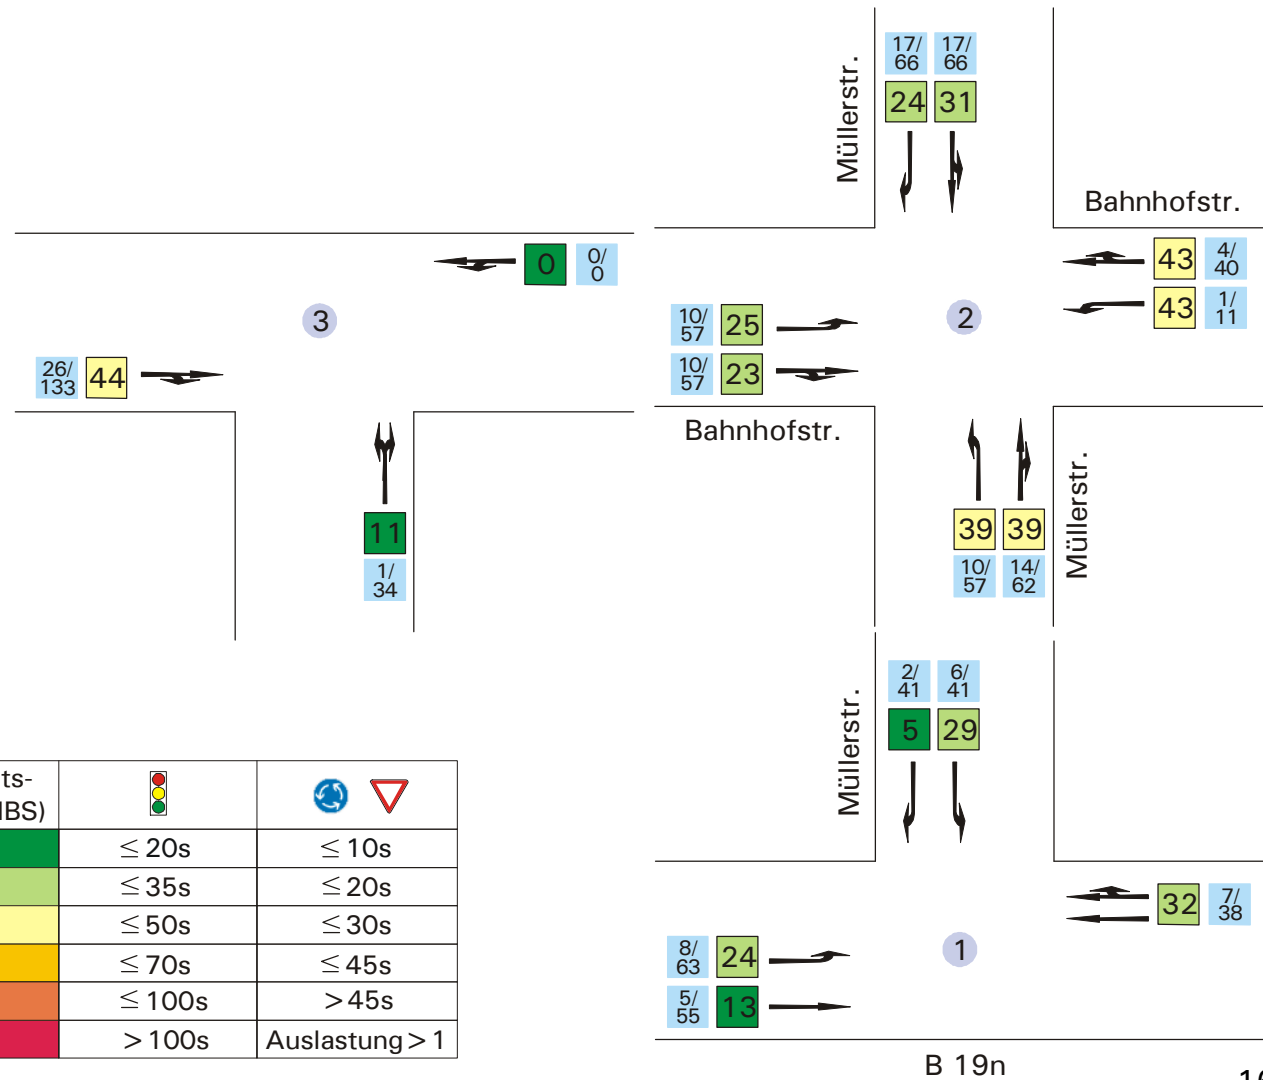 17/
66
17/
66
24
31
Müllerstr.
Bahnhofstr.
0
0/
0
43
4/
40
43
1/
11
3
2
10/
57
25
10/
57
23
26/
133
44
Bahnhofstr.
Müllerstr.
11
1/
34
39
39
10/
57
14/
62
2/
41
6/
41
5
29
Müllerstr.
ts-
≤ 20s
≤ 10s
≤ 35s
≤ 20s
≤ 50s
≤ 30s
≤ 70s
≤ 45s
≤ 100s
> 45s
> 100s
Auslastung > 1
32
7/
38
8/
63
24
5/
55
13
1
B 19n